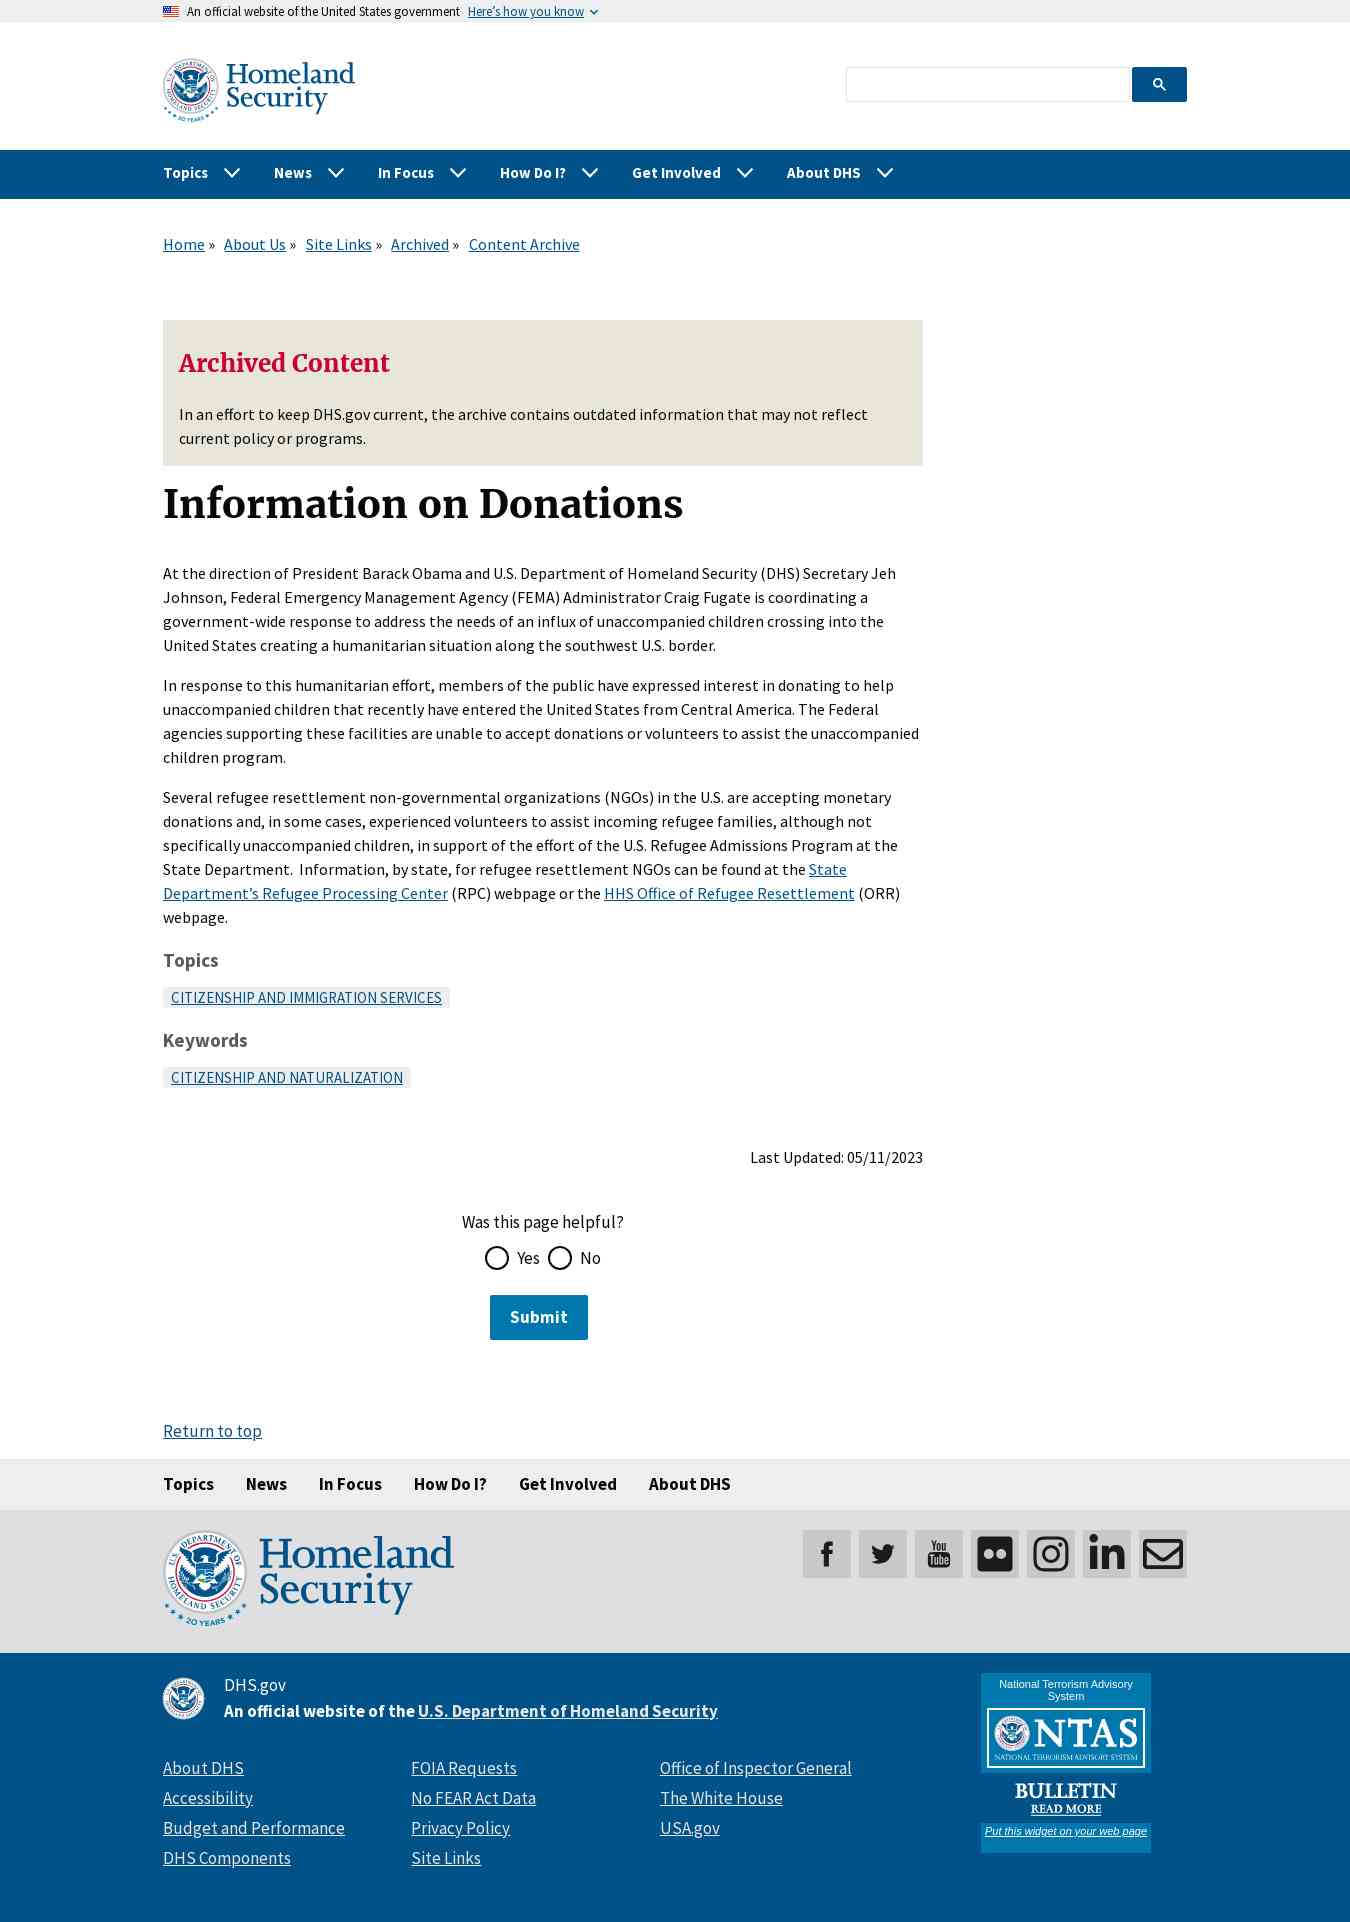 An official website of the United States government Here's how you know
U.S. DEPARTMENT OF HOMELAND SECURITY
20 YEARS
Homeland
Security
Topics News In Focus How Do I? Get Involved About DHS
Home » About Us » Site Links » Archived » Content Archive
Archived Content
In an effort to keep DHS.gov current, the archive contains outdated information that may not reflect
current policy or programs.
Information on Donations
At the direction of President Barack Obama and U.S. Department of Homeland Security (DHS) Secretary Jeh
Johnson, Federal Emergency Management Agency (FEMA) Administrator Craig Fugate is coordinating a
government-wide response to address the needs of an influx of unaccompanied children crossing into the
United States creating a humanitarian situation along the southwest U.S. border.
In response to this humanitarian effort, members of the public have expressed interest in donating to help
unaccompanied children that recently have entered the United States from Central America. The Federal
agencies supporting these facilities are unable to accept donations or volunteers to assist the unaccompanied
children program.
Several refugee resettlement non-governmental organizations (NGOs) in the U.S. are accepting monetary
donations and, in some cases, experienced volunteers to assist incoming refugee families, although not
specifically unaccompanied children, in support of the effort of the U.S. Refugee Admissions Program at the
State Department.  Information, by state, for refugee resettlement NGOs can be found at the State
Department’s Refugee Processing Center (RPC) webpage or the HHS Office of Refugee Resettlement (ORR)
webpage.
Topics
CITIZENSHIP AND IMMIGRATION SERVICES
Keywords
CITIZENSHIP AND NATURALIZATION
Last Updated: 05/11/2023
Was this page helpful?
Yes No
Submit
Return to top
Topics News In Focus How Do I? Get Involved About DHS
U.S. DEPARTMENT OF HOMELAND SECURITY
20 YEARS
Homeland
Security
You
Tube
DHS.gov
An official website of the U.S. Department of Homeland Security
National Terrorism Advisory
System
NTAS
NATIONAL TERRORISM ADVISORY SYSTEM
BULLETIN
READ MORE
Put this widget on your web page
About DHS FOIA Requests Office of Inspector General
Accessibility No FEAR Act Data The White House
Budget and Performance Privacy Policy USA.gov
DHS Components Site Links